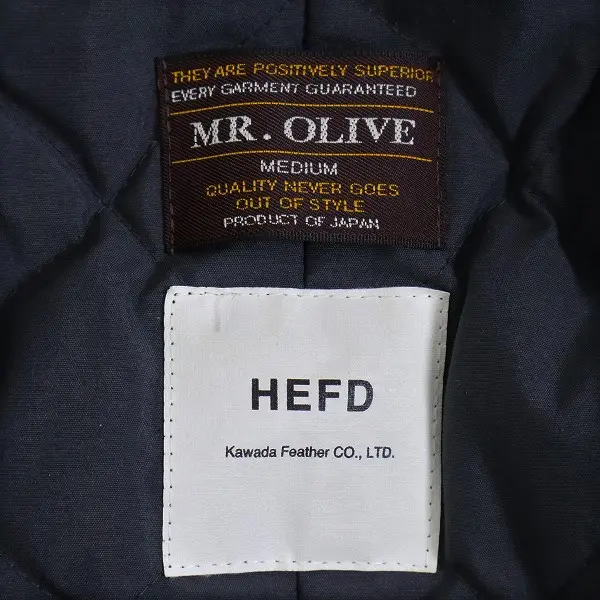 THEY ARE POSITIVELY SUPERIOR
EVERY GARMENT GUARANTEED
MR. OLIVE
MEDIUM
QUALITY NEVER GOES
OUT OF STYLE
PRODUCT OF JAPAN
HEFD
Kawada Feather CO., LTD.